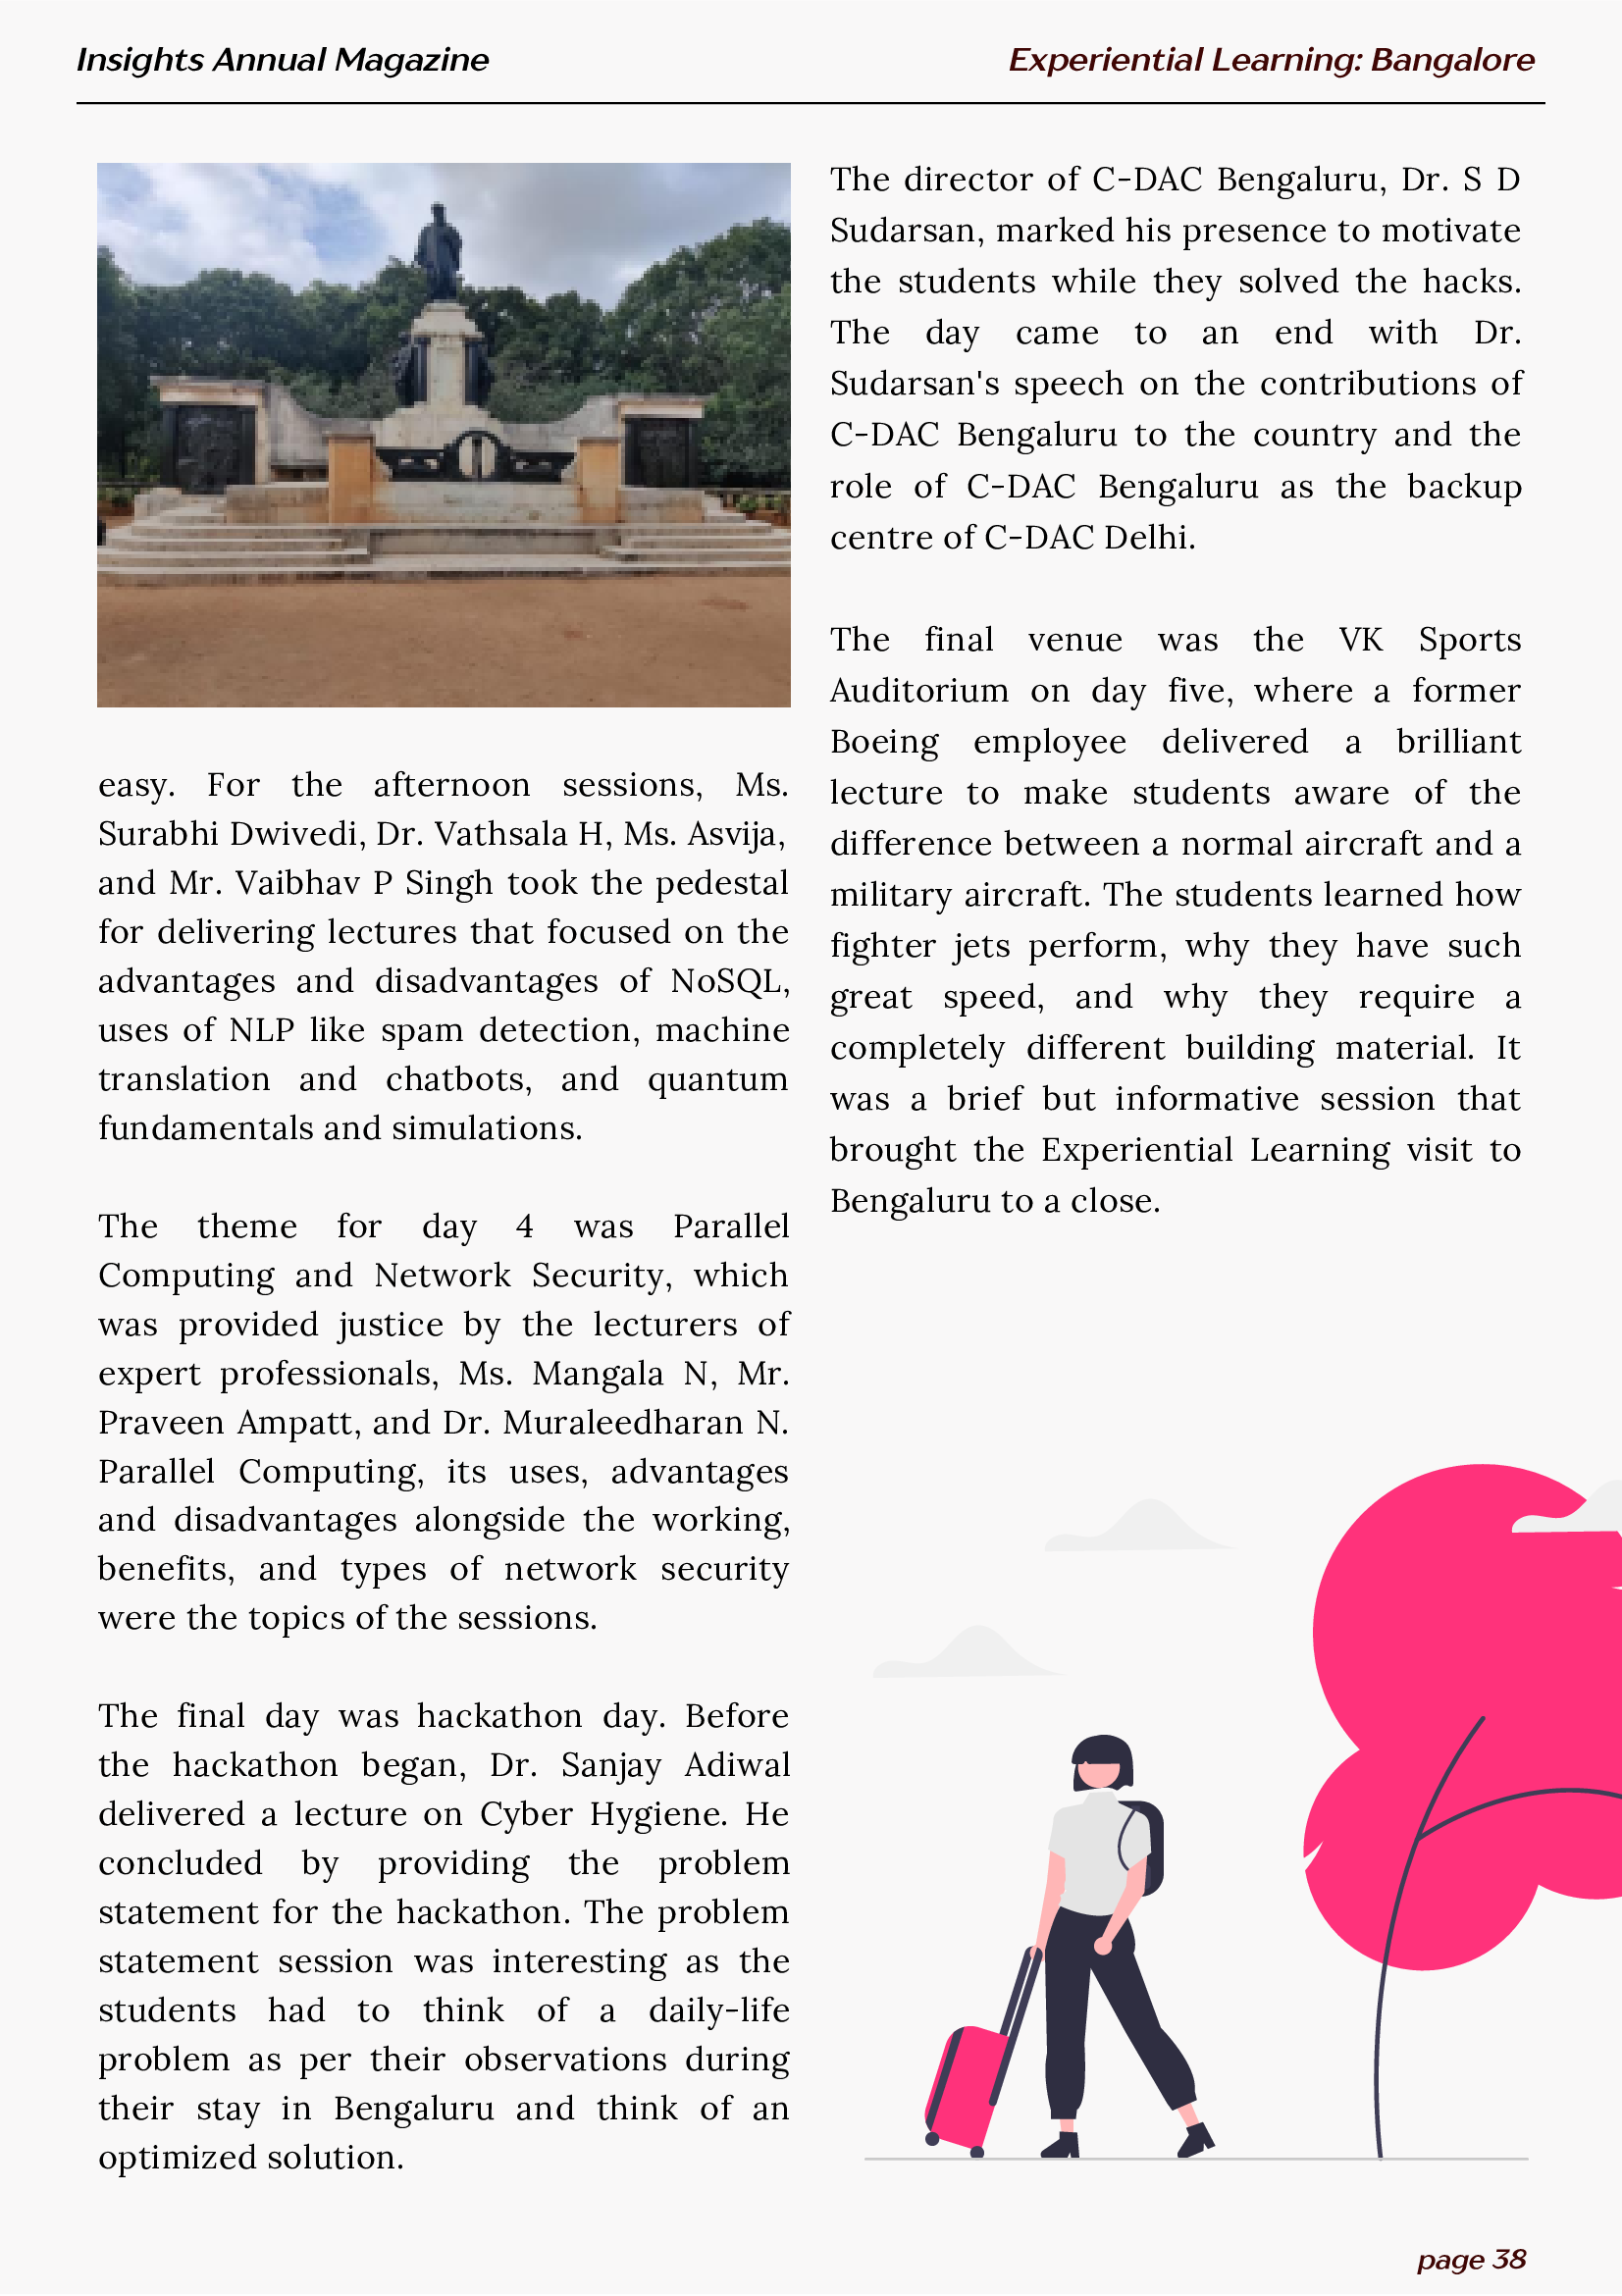 Insights Annual Magazine
Experiential Learning: Bangalore
easy. For the afternoon sessions, Ms.
Surabhi Dwivedi, Dr. Vathsala H, Ms. Asvija,
and Mr. Vaibhav P Singh took the pedestal
for delivering lectures that focused on the
advantages and disadvantages of NoSQL,
uses of NLP like spam detection, machine
translation and chatbots, and quantum
fundamentals and simulations.
The theme for day 4 was Parallel
Computing and Network Security, which
was provided justice by the lecturers of
expert professionals, Ms. Mangala N, Mr.
Praveen Ampatt, and Dr. Muraleedharan N.
Parallel Computing, its uses, advantages
and disadvantages alongside the working,
benefits, and types of network security
were the topics of the sessions.
The final day was hackathon day. Before
the hackathon began, Dr. Sanjay Adiwal
delivered a lecture on Cyber Hygiene. He
concluded by providing the problem
statement for the hackathon. The problem
statement session was interesting as the
students had to think of a daily-life
problem as per their observations during
their stay in Bengaluru and think of an
optimized solution.
The director of C-DAC Bengaluru, Dr. S D
Sudarsan, marked his presence to motivate
the students while they solved the hacks.
The day came to an end with Dr.
Sudarsan's speech on the contributions of
C-DAC Bengaluru to the country and the
role of C-DAC Bengaluru as the backup
centre of C-DAC Delhi.
The final venue was the VK Sports
Auditorium on day five, where a former
Boeing employee delivered a brilliant
lecture to make students aware of the
difference between a normal aircraft and a
military aircraft. The students learned how
fighter jets perform, why they have such
great speed, and why they require a
completely different building material. It
was a brief but informative session that
brought the Experiential Learning visit to
Bengaluru to a close.
page 38